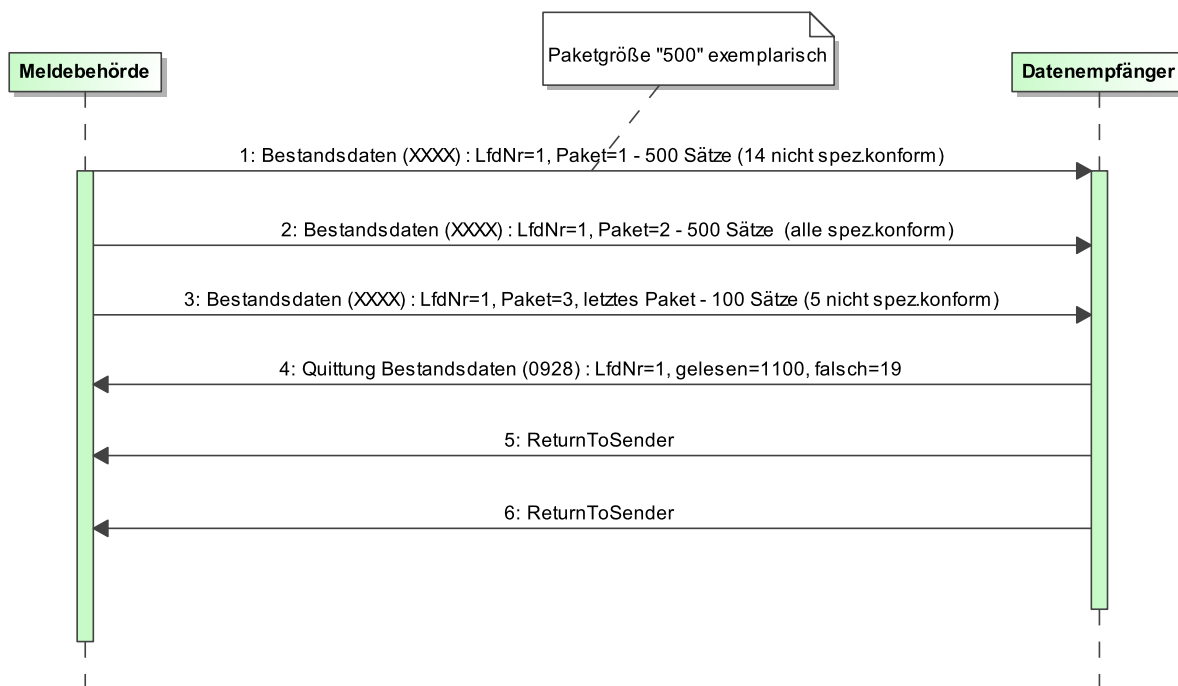 Paketgröße "500" exemplarisch
Meldebehörde
Datenempfänger
1: Bestandsdaten (XXXX) : LfdNr=1, Paket=1 - 500 Sätze (14 nicht spez.konform)
2: Bestandsdaten (XXXX) : LfdNr=1, Paket=2 - 500 Sätze (alle spez.konform)
3: Bestandsdaten (XXXX) : LfdNr=1, Paket=3, letztes Paket - 100 Sätze (5 nicht spez.konform)
4: Quittung Bestandsdaten (0928) : LfdNr=1, gelesen=1100, falsch=19
5: ReturnToSender
6: ReturnToSender